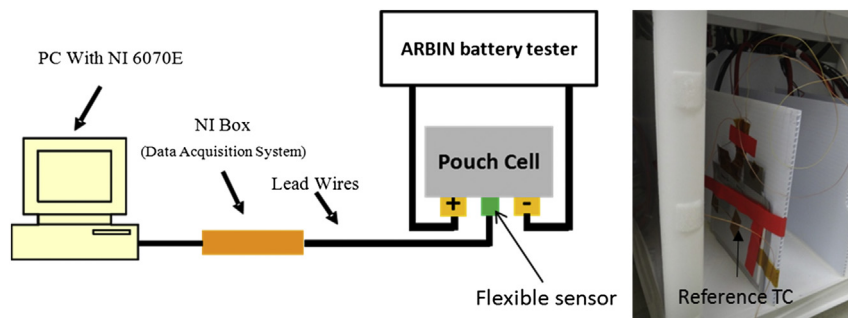 PC With NI 6070E
NI Box
(Data Acquisition System)
Lead Wires
ARBIN battery tester
Pouch Cell
+
-
Flexible sensor
Reference TC